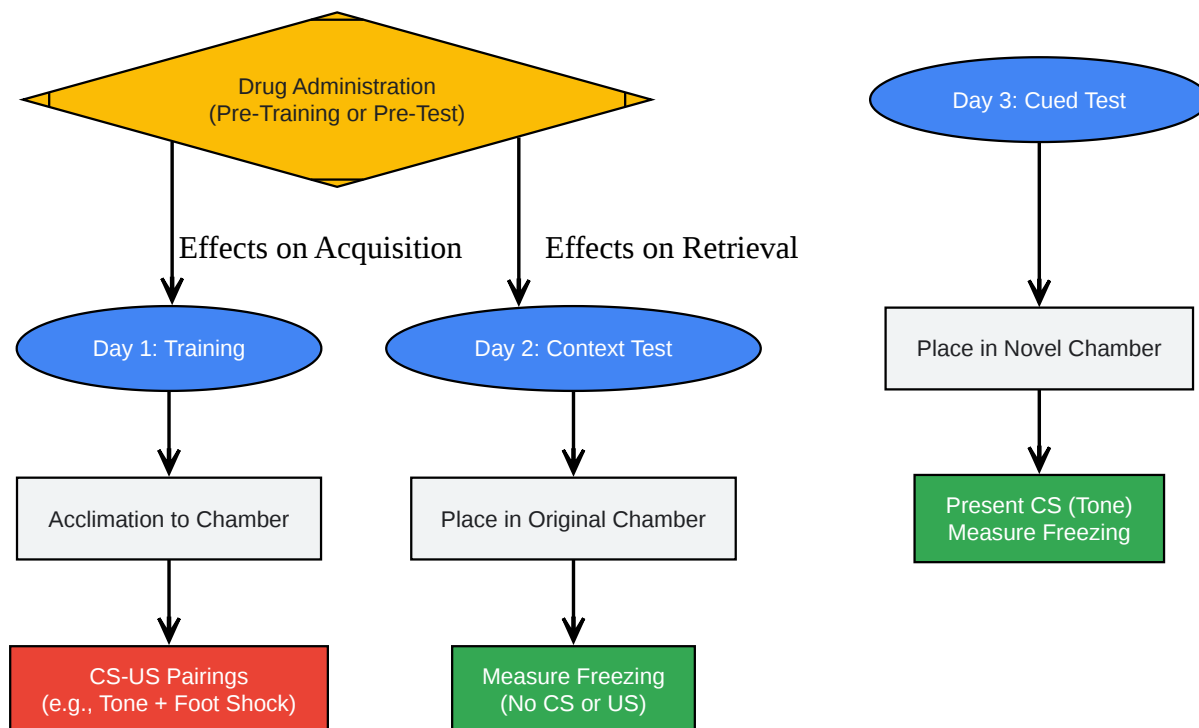 Drug Administration
(Pre-Training or Pre-Test)
Day 3: Cued Test
Effects on Acquisition
Effects on Retrieval
Day 1: Training
Day 2: Context Test
Place in Novel Chamber
Acclimation to Chamber
Place in Original Chamber
Present CS (Tone)
Measure Freezing
CS-US Pairings
(e.g., Tone + Foot Shock)
Measure Freezing
(No CS or US)